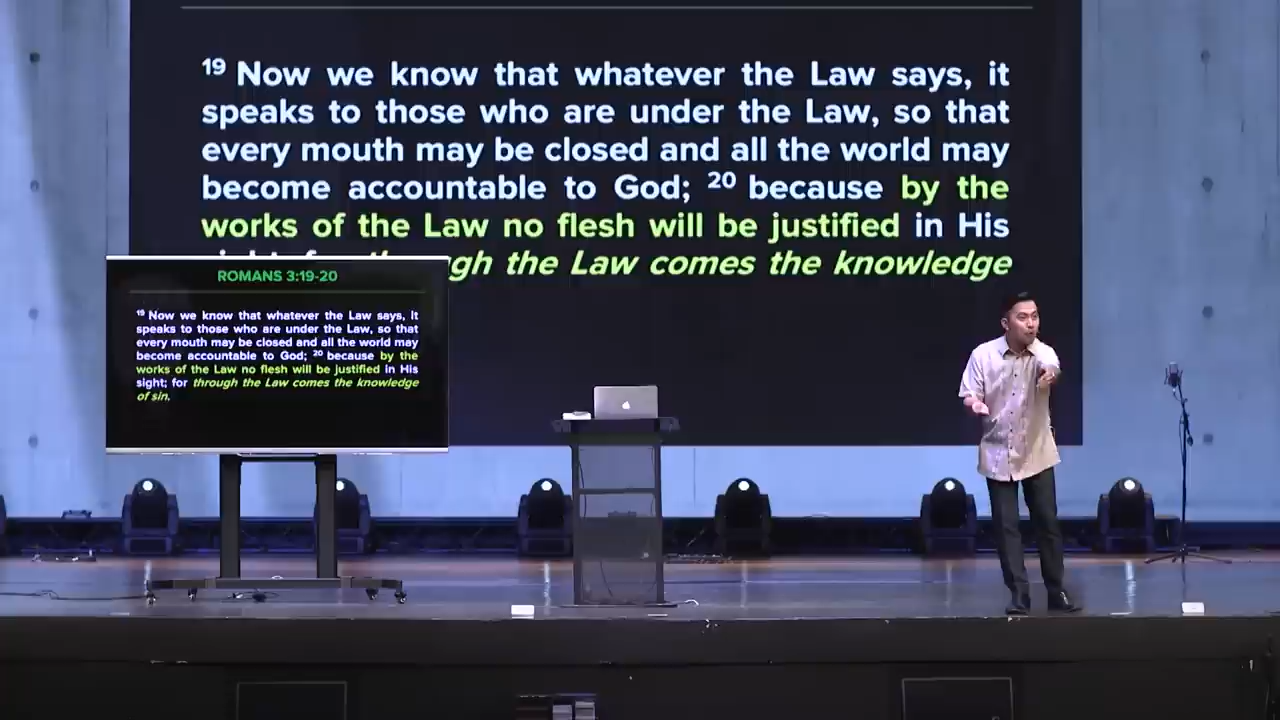 19 Now we know that whatever the Law says, it
speaks to those who are under the Law, so that
every mouth may be closed and all the world may
become accountable to God; 20 because by the
works of the Law no flesh will be justified in His
the Law comes the knowledge
ROMANS 3:19-20
19 Now we know that whatever the Law says, it
speaks to those who are under the Law, so that
every mouth may be closed and all the world may
become accountable to God; 20 because by the
works of the Law no flesh will be justified in His
sight; for through the Law comes the knowledge
of sin.